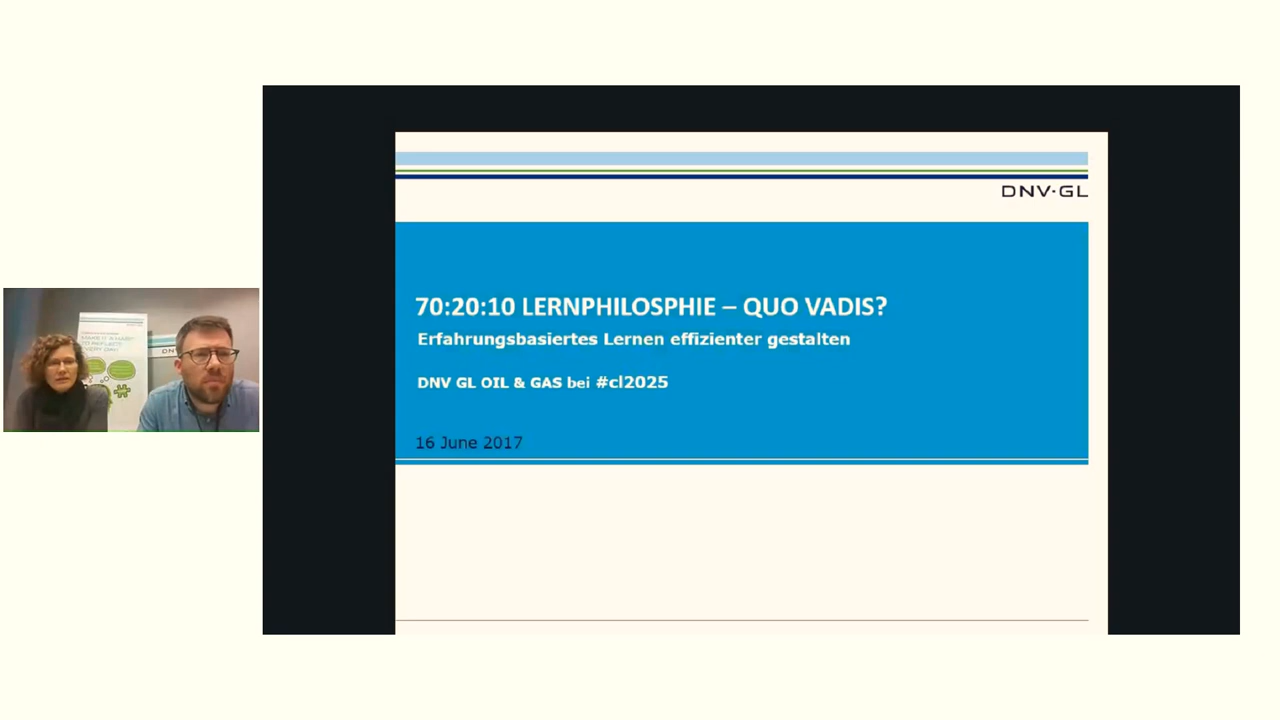 DNV·GL
70:20:10 LERNPHILOSPHIE – QUO VADIS?
Erfahrungsbasiertes Lernen effizienter gestalten
DNV GL OIL & GAS bei #cl2025
16 June 2017